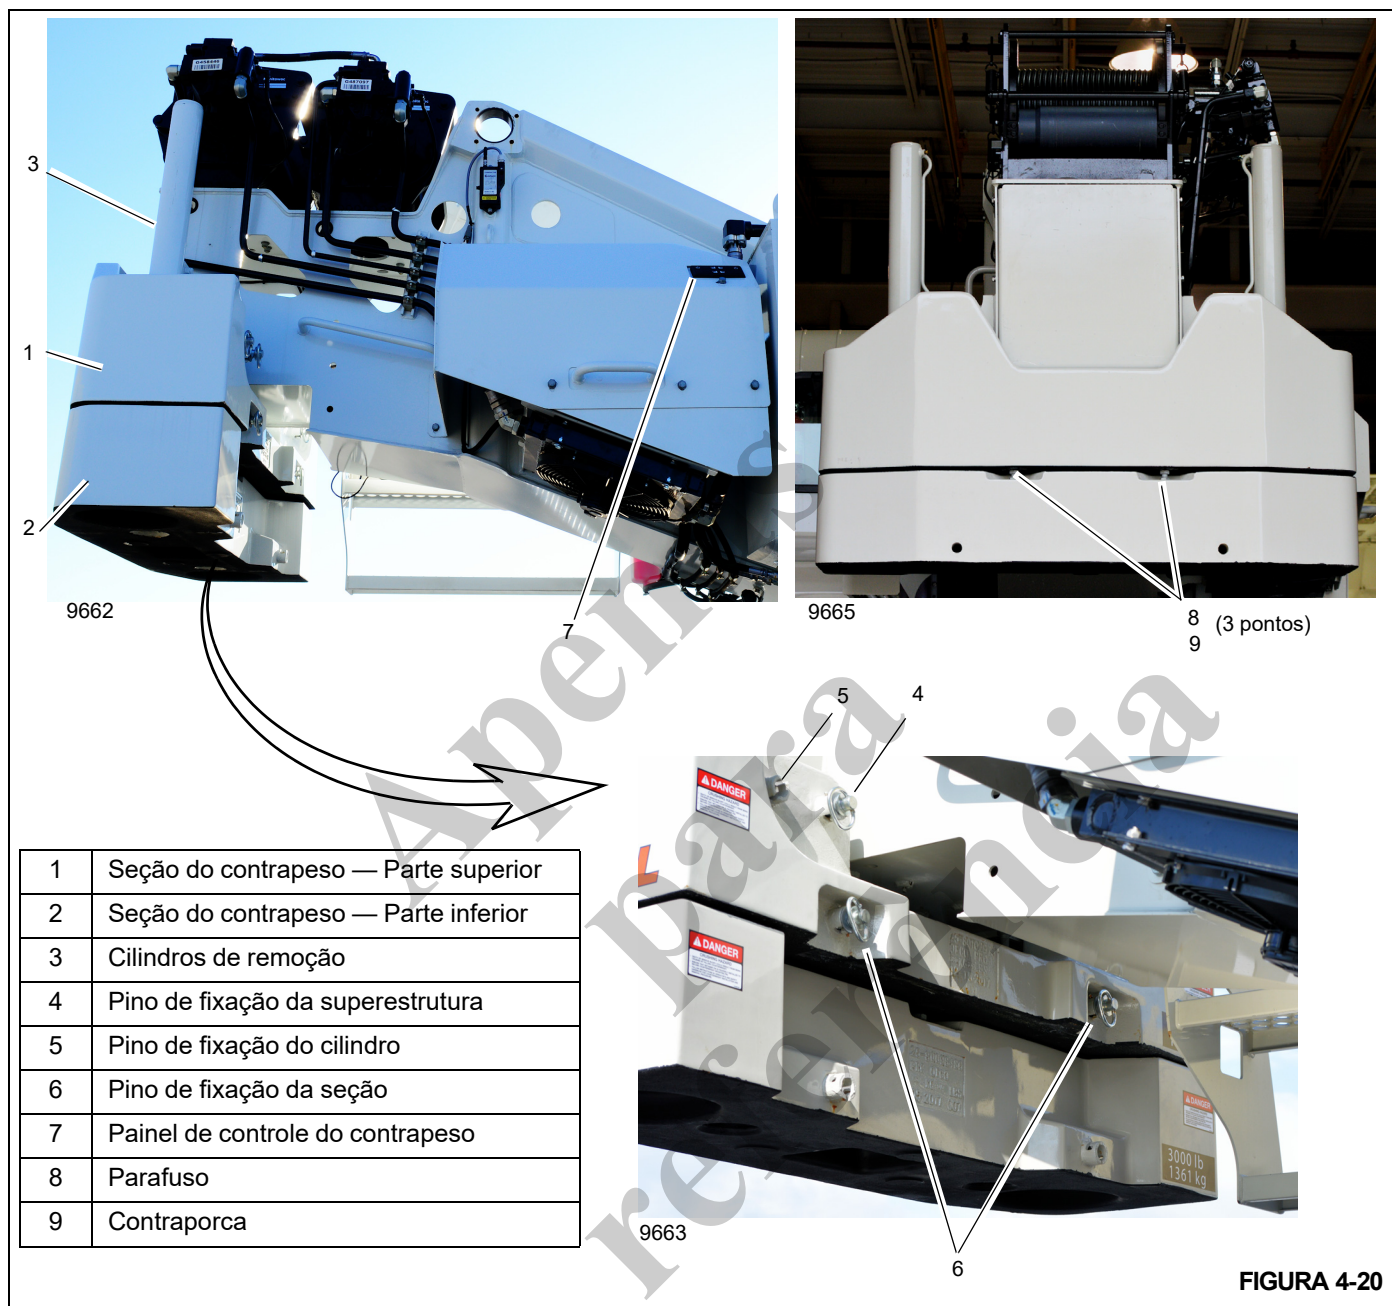 G458445
G487037
3
1
2
7
9662
9665
8
9
(3 pontos)
5
4
DANGER
DANGER
DANGER
3000 lb
1361 kg
9663
6
1 Seção do contrapeso — Parte superior
2 Seção do contrapeso — Parte inferior
3 Cilindros de remoção
4 Pino de fixação da superestrutura
5 Pino de fixação do cilindro
6 Pino de fixação da seção
7 Painel de controle do contrapeso
8 Parafuso
9 Contraporca
FIGURA 4-20
Apenas
para
referência